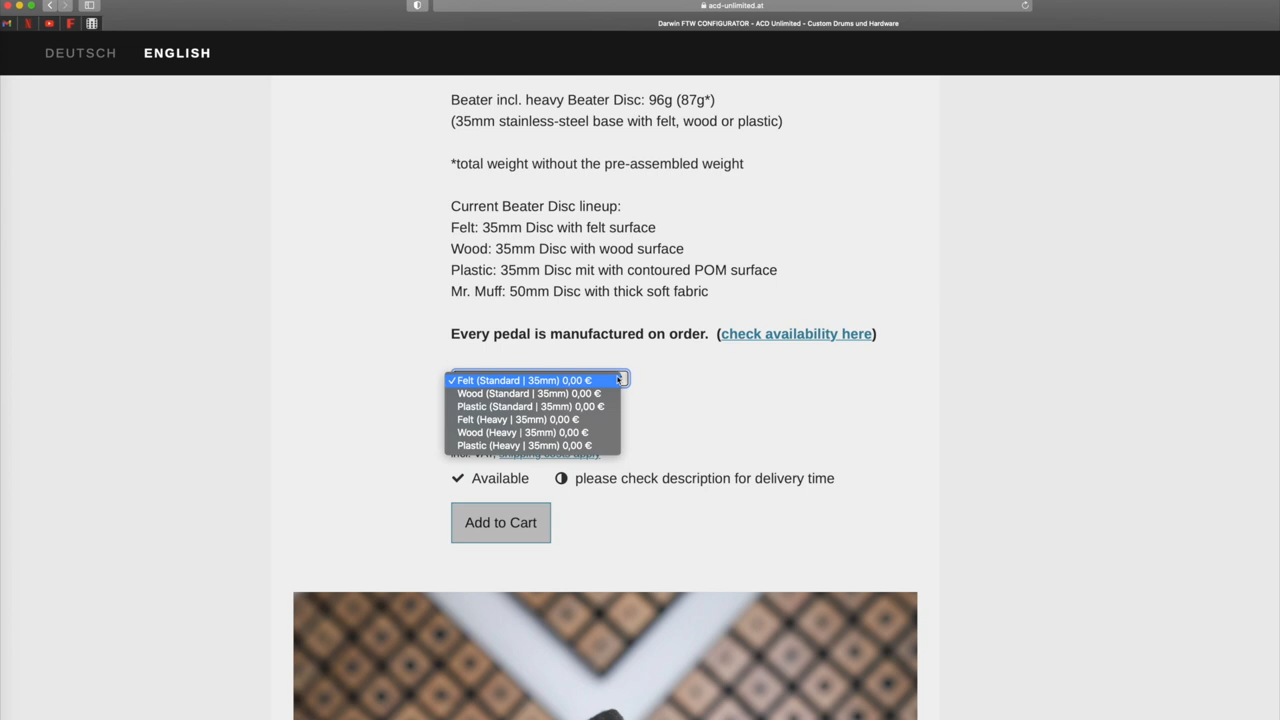 acd-unlimited.at
Darwin FTW CONFIGURATOR - ACD Unlimited - Custom Drums und Hardware
DEUTSCH ENGLISH
Beater incl. heavy Beater Disc: 96g (87g*)
(35mm stainless-steel base with felt, wood or plastic)
*total weight without the pre-assembled weight
Current Beater Disc lineup:
Felt: 35mm Disc with felt surface
Wood: 35mm Disc with wood surface
Plastic: 35mm Disc mit with contoured POM surface
Mr. Muff: 50mm Disc with thick soft fabric
Every pedal is manufactured on order. (check availability here)
✓ Felt (Standard | 35mm) 0,00 €
Wood (Standard | 35mm) 0,00 €
Plastic (Standard | 35mm) 0,00 €
Felt (Heavy | 35mm) 0,00 €
Wood (Heavy | 35mm) 0,00 €
Plastic (Heavy | 35mm) 0,00 €
Available please check description for delivery time
Add to Cart